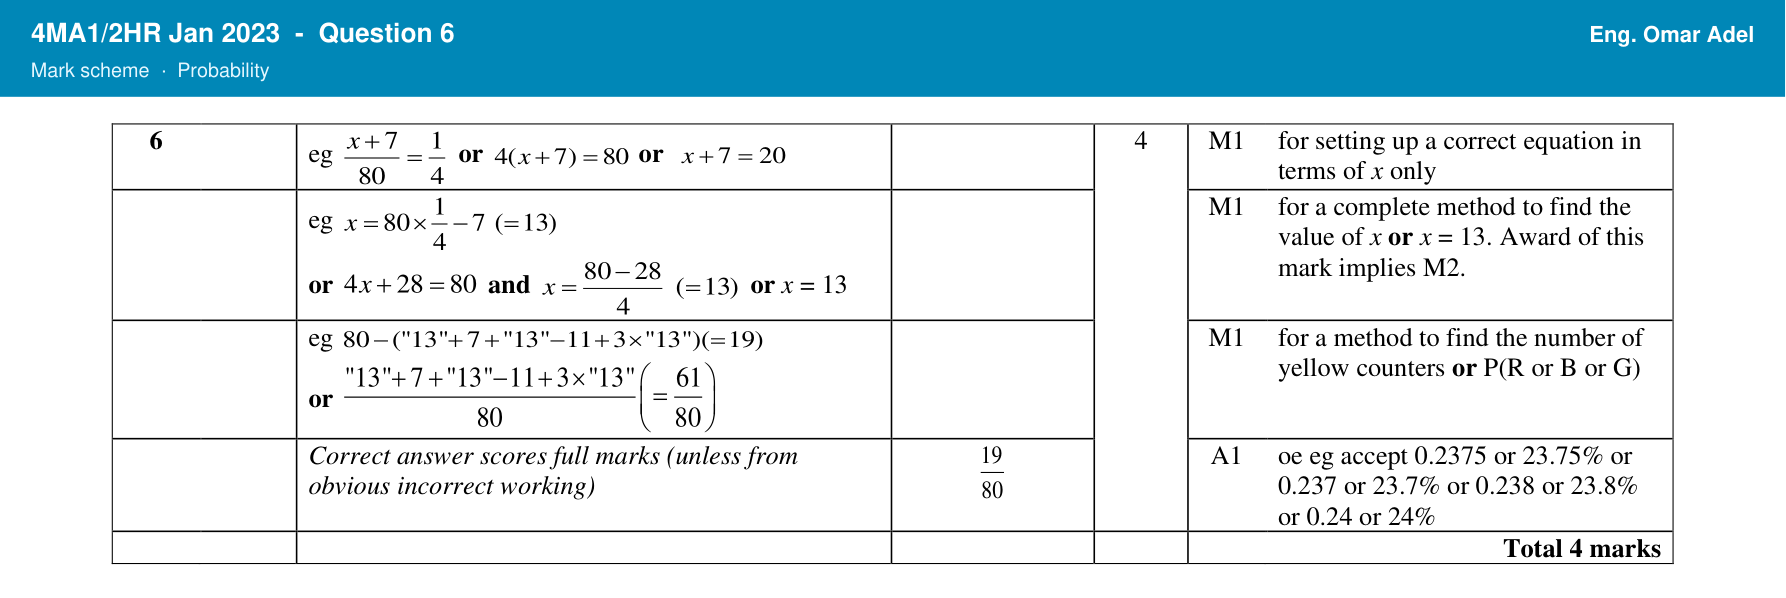 4MA1/2HR Jan 2023 - Question 6
Eng. Omar Adel
Mark scheme · Probability
6
eg (x + 7)/80 = 1/4 or 4(x + 7) = 80 or x + 7 = 20
4
M1 for setting up a correct equation in
terms of x only
eg x = 80 × 1/4 − 7 (= 13)
or 4x + 28 = 80 and x = (80 − 28)/4 (= 13) or x = 13
M1 for a complete method to find the
value of x or x = 13. Award of this
mark implies M2.
eg 80 − ("13"+ 7 + "13"−11 + 3× "13")(= 19)
or ("13"+ 7 + "13"−11 + 3× "13")/80 (= 61/80)
M1 for a method to find the number of
yellow counters or P(R or B or G)
Correct answer scores full marks (unless from
obvious incorrect working)
19/80
A1 oe eg accept 0.2375 or 23.75% or
0.237 or 23.7% or 0.238 or 23.8%
or 0.24 or 24%
Total 4 marks